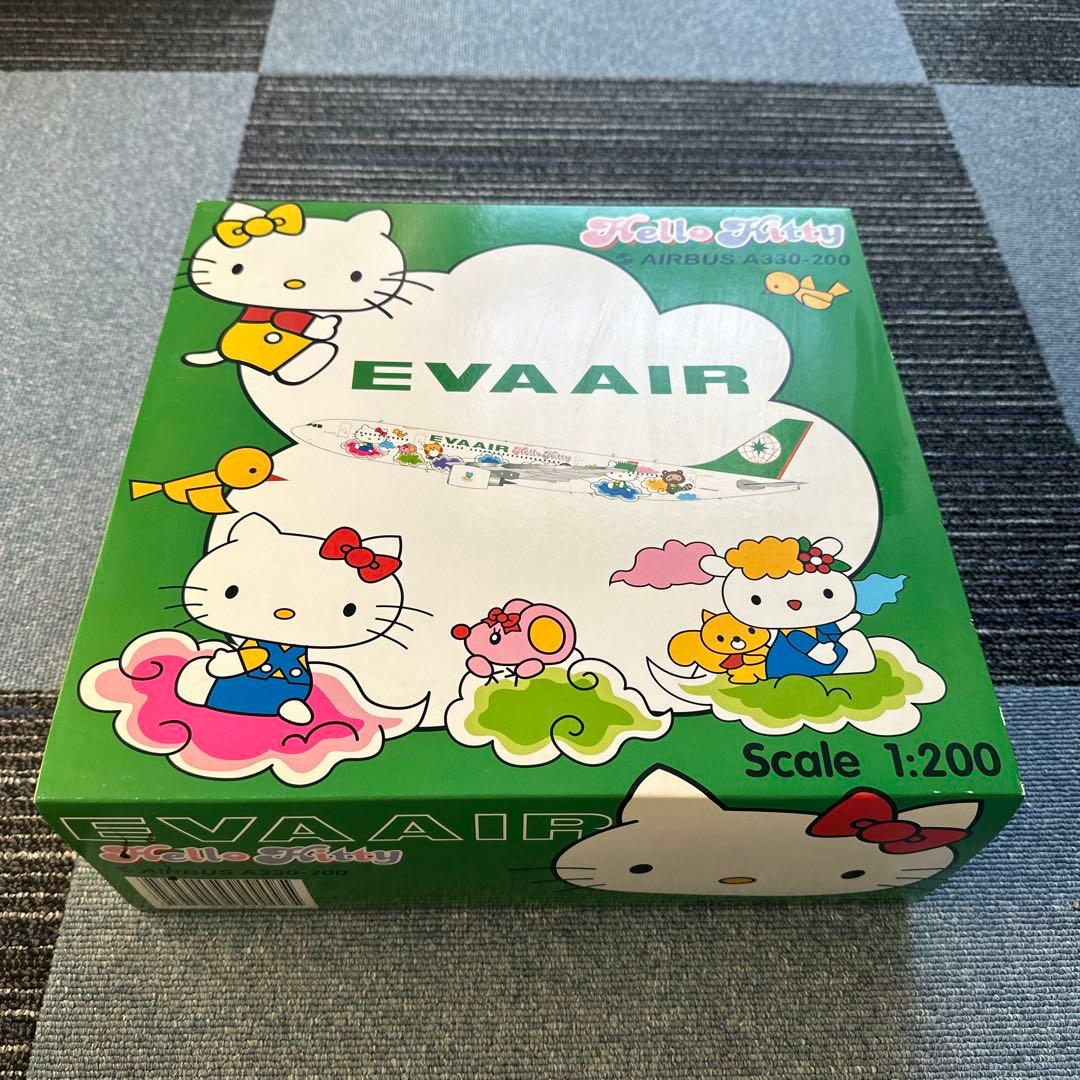 Hello Kitty
AIRBUS A330-200
EVA AIR
EVA AIR Hello Kitty
Scale 1:200
EVA AIR
Hello Kitty
AIRBUS A330-200